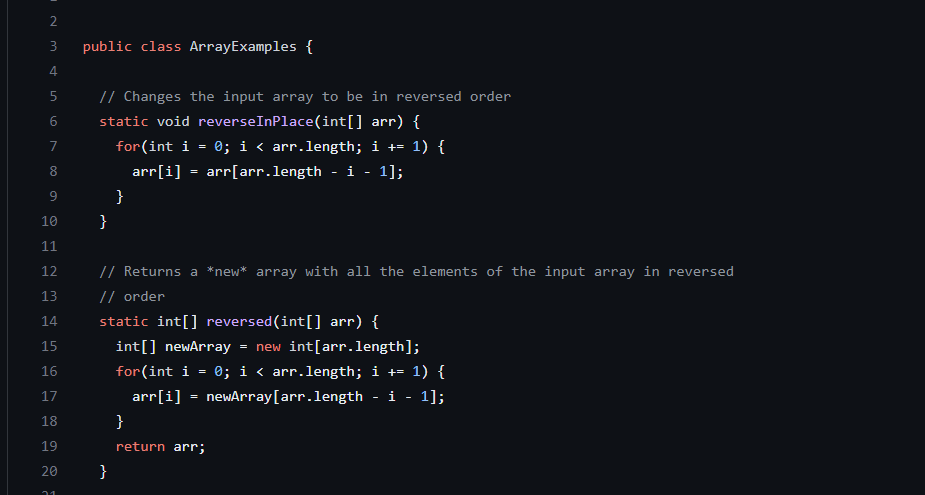 2
3 public class ArrayExamples {
4
5 // Changes the input array to be in reversed order
6 static void reverseInPlace(int[] arr) {
7 for(int i = 0; i < arr.length; i += 1) {
8 arr[i] = arr[arr.length - i - 1];
9 }
10 }
11
12 // Returns a *new* array with all the elements of the input array in reversed
13 // order
14 static int[] reversed(int[] arr) {
15 int[] newArray = new int[arr.length];
16 for(int i = 0; i < arr.length; i += 1) {
17 arr[i] = newArray[arr.length - i - 1];
18 }
19 return arr;
20 }